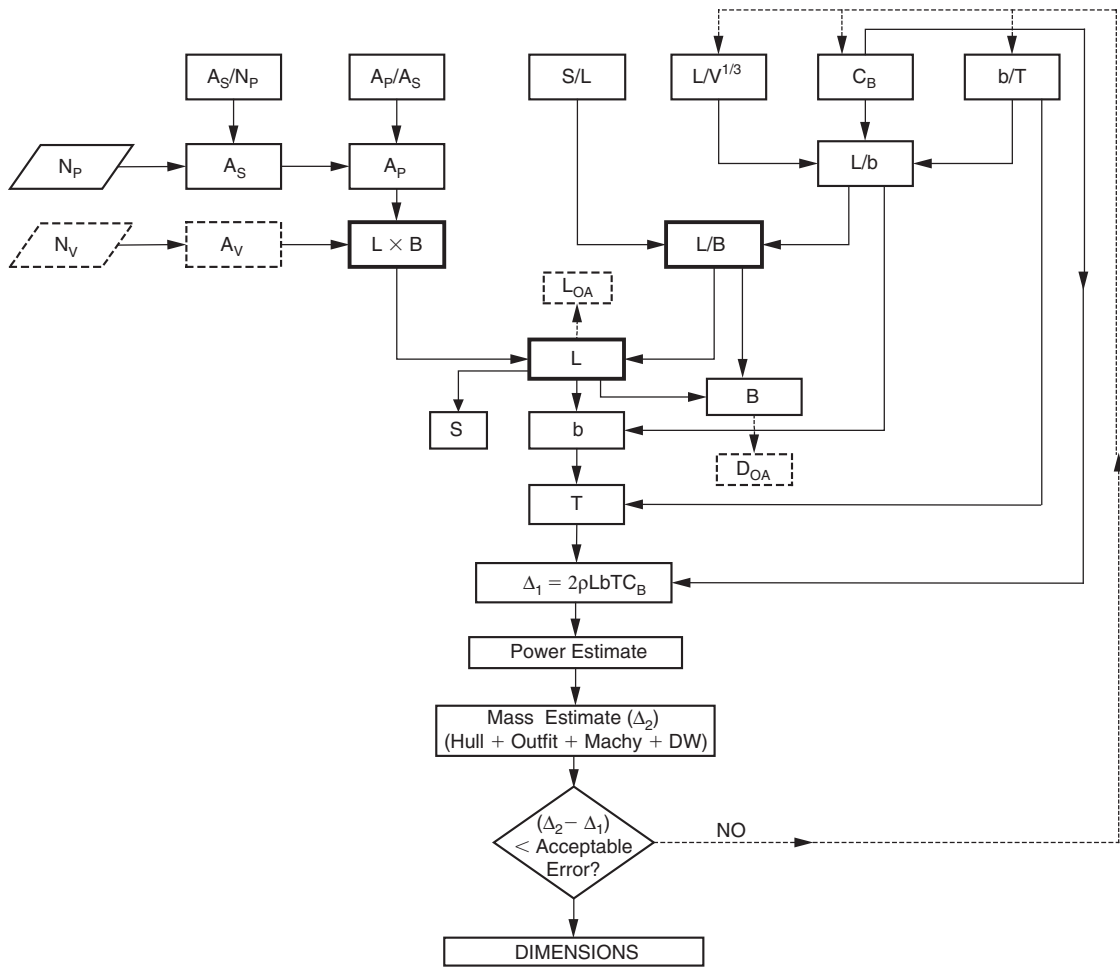 A_S/N_P
A_P/A_S
S/L
L/V^1/3
C_B
b/T
N_P
A_S
A_P
L/b
N_V
A_V
L × B
L/B
L_OA
L
B
S
b
D_OA
T
Δ_1 = 2ρLbTC_B
Power Estimate
Mass Estimate (Δ_2)
(Hull + Outfit + Machy + DW)
(Δ_2 − Δ_1)
< Acceptable
Error?
NO
DIMENSIONS